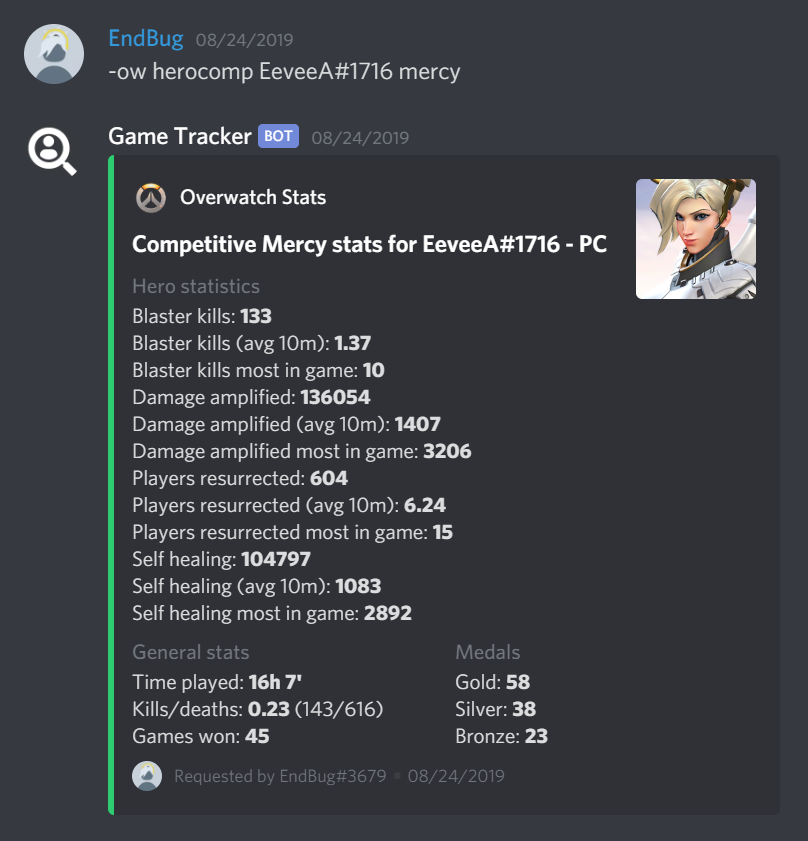 EndBug 08/24/2019
-ow herocomp EeveeA#1716 mercy
Game Tracker BOT 08/24/2019
Overwatch Stats
Competitive Mercy stats for EeveeA#1716 - PC
Hero statistics
Blaster kills: 133
Blaster kills (avg 10m): 1.37
Blaster kills most in game: 10
Damage amplified: 136054
Damage amplified (avg 10m): 1407
Damage amplified most in game: 3206
Players resurrected: 604
Players resurrected (avg 10m): 6.24
Players resurrected most in game: 15
Self healing: 104797
Self healing (avg 10m): 1083
Self healing most in game: 2892
General stats
Time played: 16h 7'
Kills/deaths: 0.23 (143/616)
Games won: 45
Medals
Gold: 58
Silver: 38
Bronze: 23
Requested by EndBug#3679 • 08/24/2019